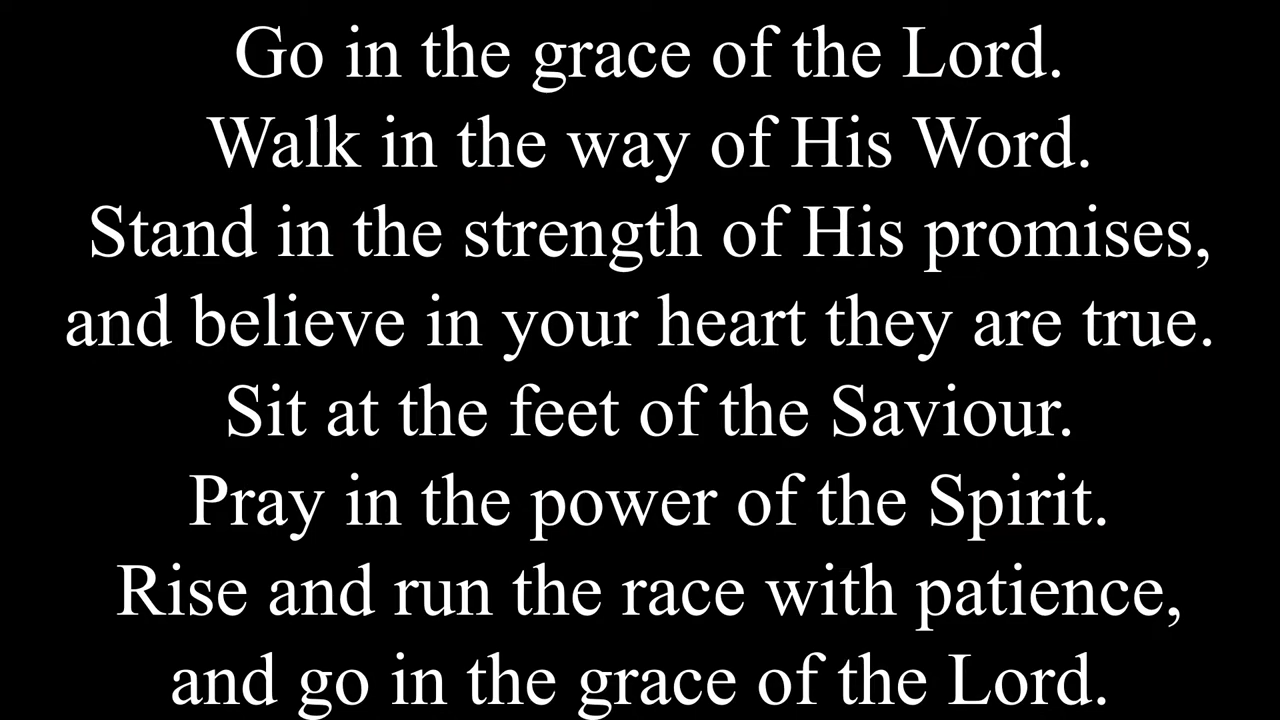 Go in the grace of the Lord.
Walk in the way of His Word.
Stand in the strength of His promises,
and believe in your heart they are true.
Sit at the feet of the Saviour.
Pray in the power of the Spirit.
Rise and run the race with patience,
and go in the grace of the Lord.